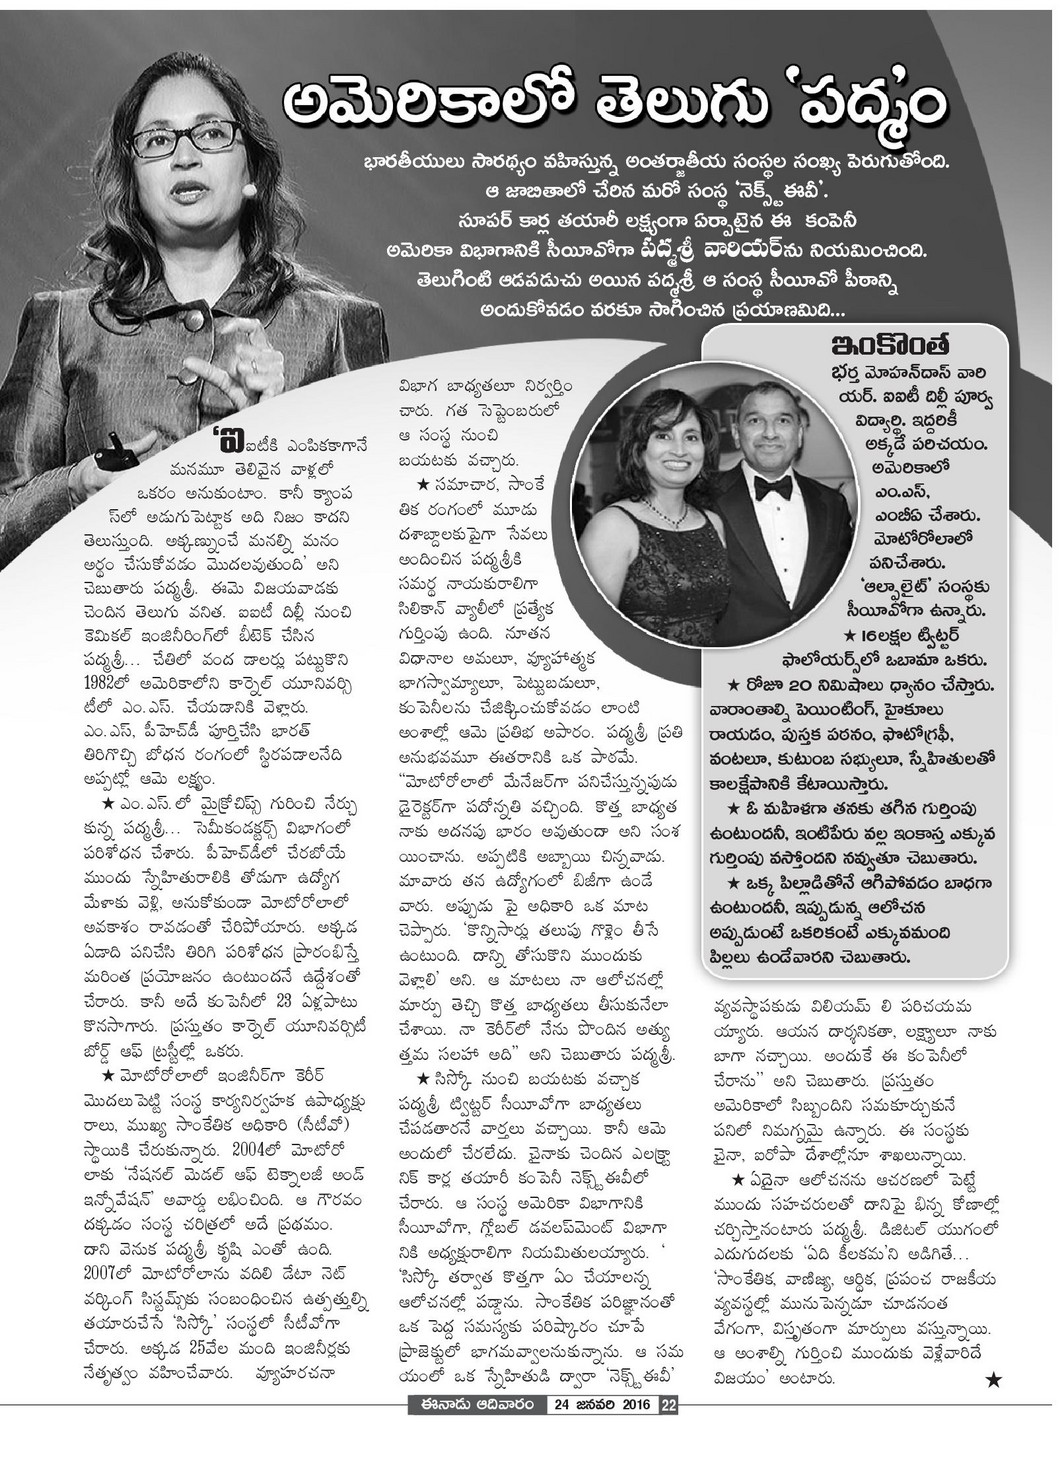 అమెరికాలో తెలుగు ‘పద్మ’ం
భారతీయులు సారథ్యం వహిస్తున్న అంతర్జాతీయ సంస్థల సంఖ్య పెరుగుతోంది.
ఆ జాబితాలో చేరిన మరో సంస్థ ‘నెక్స్ట్ఈవీ’.
సూపర్ కార్ల తయారీ లక్ష్యంగా ఏర్పాటైన ఈ కంపెనీ
అమెరికా విభాగానికి సీయీవోగా పద్మశ్రీ వారియర్‌ను నియమించింది.
తెలుగింటి ఆడపడుచు అయిన పద్మశ్రీ ఆ సంస్థ సీయీవో పీఠాన్ని
అందుకోవడం వరకూ సాగించిన ప్రయాణమిది...
‘ఐఐటీకి ఎంపికకాగానే
మనమూ తెలివైన వాళ్లలో
ఒకరం అనుకుంటాం. కానీ క్యాంప
స్‌లో అడుగుపెట్టాక అది నిజం కాదని
తెలుస్తుంది. అక్కణ్నుంచే మనల్ని మనం
అర్థం చేసుకోవడం మొదలవుతుంది’ అని
చెబుతారు పద్మశ్రీ. ఈమె విజయవాడకు
చెందిన తెలుగు వనిత. ఐఐటీ దిల్లీ నుంచి
కెమికల్ ఇంజినీరింగ్‌లో బీటెక్ చేసిన
పద్మశ్రీ... చేతిలో వంద డాలర్లు పట్టుకొని
1982లో అమెరికాలోని కార్నెల్ యూనివర్సి
టీలో ఎం.ఎస్. చేయడానికి వెళ్లారు.
ఎం.ఎస్, పీహెచ్‌డీ పూర్తిచేసి భారత్
తిరిగొచ్చి బోధన రంగంలో స్థిరపడాలనేది
అప్పట్లో ఆమె లక్ష్యం.
★ ఎం.ఎస్.లో మైక్రోచిప్స్ గురించి నేర్చు
కున్న పద్మశ్రీ... సెమీకండక్టర్స్ విభాగంలో
పరిశోధన చేశారు. పీహెచ్‌డీలో చేరబోయే
ముందు స్నేహితురాలికి తోడుగా ఉద్యోగ
మేళాకు వెళ్లి, అనుకోకుండా మోటోరోలాలో
అవకాశం రావడంతో చేరిపోయారు. అక్కడ
ఏడాది పనిచేసి తిరిగి పరిశోధన ప్రారంభిస్తే
మరింత ప్రయోజనం ఉంటుందనే ఉద్దేశంతో
చేరారు. కానీ అదే కంపెనీలో 23 ఏళ్లపాటు
కొనసాగారు. ప్రస్తుతం కార్నెల్ యూనివర్సిటీ
బోర్డ్ ఆఫ్ ట్రస్టీల్లో ఒకరు.
★ మోటోరోలాలో ఇంజినీర్‌గా కెరీర్
మొదలుపెట్టి సంస్థ కార్యనిర్వహక ఉపాధ్యక్షు
రాలు, ముఖ్య సాంకేతిక అధికారి (సీటీవో)
స్థాయికి చేరుకున్నారు. 2004లో మోటోరో
లాకు ‘నేషనల్ మెడల్ ఆఫ్ టెక్నాలజీ అండ్
ఇన్నోవేషన్’ అవార్డు లభించింది. ఆ గౌరవం
దక్కడం సంస్థ చరిత్రలో అదే ప్రథమం.
దాని వెనుక పద్మశ్రీ కృషి ఎంతో ఉంది.
2007లో మోటోరోలాను వదిలి డేటా నెట్
వర్కింగ్ సిస్టమ్స్‌కు సంబంధించిన ఉత్పత్తుల్ని
తయారుచేసే ‘సిస్కో’ సంస్థలో సీటీవోగా
చేరారు. అక్కడ 25వేల మంది ఇంజినీర్లకు
నేతృత్వం వహించేవారు. వ్యూహరచనా
విభాగ బాధ్యతలూ నిర్వర్తిం
చారు. గత సెప్టెంబరులో
ఆ సంస్థ నుంచి
బయటకు వచ్చారు.
★ సమాచార, సాంకే
తిక రంగంలో మూడు
దశాబ్దాలకుపైగా సేవలు
అందించిన పద్మశ్రీకి
సమర్థ నాయకురాలిగా
సిలికాన్ వ్యాలీలో ప్రత్యేక
గుర్తింపు ఉంది. నూతన
విధానాల అమలూ, వ్యూహాత్మక
భాగస్వామ్యాలూ, పెట్టుబడులూ,
కంపెనీలను చేజిక్కించుకోవడం లాంటి
అంశాల్లో ఆమె ప్రతిభ అపారం. పద్మశ్రీ ప్రతి
అనుభవమూ ఈతరానికి ఒక పాఠమే.
“మోటోరోలాలో మేనేజర్‌గా పనిచేస్తున్నపుడు
డైరెక్టర్‌గా పదోన్నతి వచ్చింది. కొత్త బాధ్యత
నాకు అదనపు భారం అవుతుందా అని సంశ
యించాను. అప్పటికి అబ్బాయి చిన్నవాడు.
మావారు తన ఉద్యోగంలో బిజీగా ఉండే
వారు. అప్పుడు పై అధికారి ఒక మాట
చెప్పారు. ‘కొన్నిసార్లు తలుపు గొళ్లెం తీసే
ఉంటుంది. దాన్ని తోసుకొని ముందుకు
వెళ్లాలి’ అని. ఆ మాటలు నా ఆలోచనల్లో
మార్పు తెచ్చి కొత్త బాధ్యతలు తీసుకునేలా
చేశాయి. నా కెరీర్‌లో నేను పొందిన అత్యు
త్తమ సలహా అది” అని చెబుతారు పద్మశ్రీ.
★ సిస్కో నుంచి బయటకు వచ్చాక
పద్మశ్రీ ట్విట్టర్ సీయీవోగా బాధ్యతలు
చేపడతారనే వార్తలు వచ్చాయి. కానీ ఆమె
అందులో చేరలేదు. చైనాకు చెందిన ఎలక్ట్రా
నిక్ కార్ల తయారీ కంపెనీ నెక్స్ట్ఈవీలో
చేరారు. ఆ సంస్థ అమెరికా విభాగానికి
సీయీవోగా, గ్లోబల్ డవలప్‌మెంట్ విభాగా
నికి అధ్యక్షురాలిగా నియమితులయ్యారు. ‘
‘సిస్కో తర్వాత కొత్తగా ఏం చేయాలన్న
ఆలోచనల్లో పడ్డాను. సాంకేతిక పరిజ్ఞానంతో
ఒక పెద్ద సమస్యకు పరిష్కారం చూపే
ప్రాజెక్టులో భాగమవ్వాలనుకున్నాను. ఆ సమ
యంలో ఒక స్నేహితుడి ద్వారా ‘నెక్స్ట్ఈవీ’
ఇంకొంత
భర్త మోహన్‌దాస్ వారి
యర్. ఐఐటీ దిల్లీ పూర్వ
విద్యార్థి. ఇద్దరికీ
అక్కడే పరిచయం.
అమెరికాలో
ఎం.ఎస్,
ఎంబీఏ చేశారు.
మోటోరోలాలో
పనిచేశారు.
‘ఆల్ఫాలైట్’ సంస్థకు
సీయీవోగా ఉన్నారు.
★ 16లక్షల ట్విట్టర్
ఫాలోయర్స్‌లో ఒబామా ఒకరు.
★ రోజూ 20 నిమిషాలు ధ్యానం చేస్తారు.
వారాంతాల్ని పెయింటింగ్, హైకూలు
రాయడం, పుస్తక పఠనం, ఫొటోగ్రఫీ,
వంటలూ, కుటుంబ సభ్యులూ, స్నేహితులతో
కాలక్షేపానికి కేటాయిస్తారు.
★ ఓ మహిళగా తనకు తగిన గుర్తింపు
ఉంటుందనీ, ఇంటిపేరు వల్ల ఇంకాస్త ఎక్కువ
గుర్తింపు వస్తోందని నవ్వుతూ చెబుతారు.
★ ఒక్క పిల్లాడితోనే ఆగిపోవడం బాధగా
ఉంటుందనీ, ఇప్పుడున్న ఆలోచన
అప్పుడుంటే ఒకరికంటే ఎక్కువమంది
పిల్లలు ఉండేవారని చెబుతారు.
వ్యవస్థాపకుడు విలియమ్ లి పరిచయమ
య్యారు. ఆయన దార్శనికతా, లక్ష్యాలూ నాకు
బాగా నచ్చాయి. అందుకే ఈ కంపెనీలో
చేరాను’’ అని చెబుతారు. ప్రస్తుతం
అమెరికాలో సిబ్బందిని సమకూర్చుకునే
పనిలో నిమగ్నమై ఉన్నారు. ఈ సంస్థకు
చైనా, ఐరోపా దేశాల్లోనూ శాఖలున్నాయి.
★ ఏదైనా ఆలోచనను ఆచరణలో పెట్టే
ముందు సహచరులతో దానిపై భిన్న కోణాల్లో
చర్చిస్తానంటారు పద్మశ్రీ. డిజిటల్ యుగంలో
ఎదుగుదలకు ‘ఏది కీలకమ’ని అడిగితే...
‘సాంకేతిక, వాణిజ్య, ఆర్థిక, ప్రపంచ రాజకీయ
వ్యవస్థల్లో మునుపెన్నడూ చూడనంత
వేగంగా, విస్తృతంగా మార్పులు వస్తున్నాయి.
ఆ అంశాల్ని గుర్తించి ముందుకు వెళ్లేవారిదే
విజయం’ అంటారు. ★
ఈనాడు ఆదివారం 24 జనవరి 2016 22